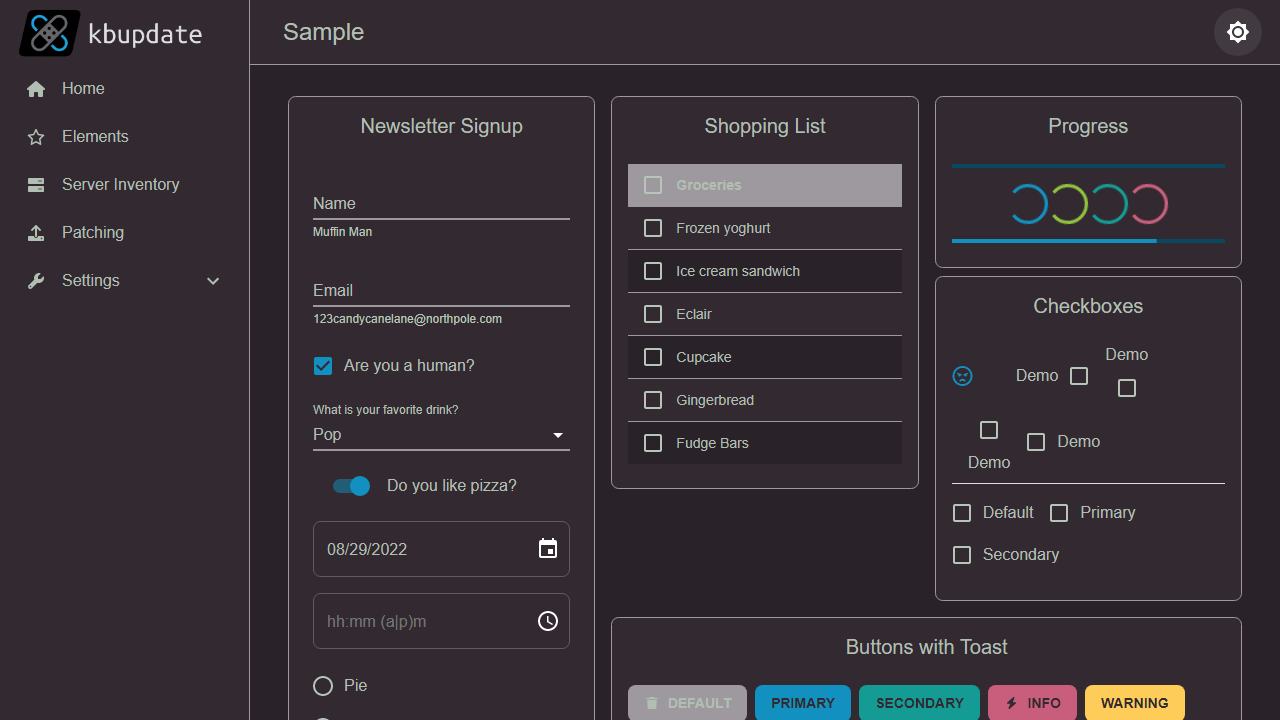 kbupdate
Home
Elements
Server Inventory
Patching
Settings
Sample
Newsletter Signup
Name
Muffin Man
Email
123candycanelane@northpole.com
Are you a human?
What is your favorite drink?
Pop
Do you like pizza?
08/29/2022
hh:mm (a|p)m
Pie
Shopping List
Groceries
Frozen yoghurt
Ice cream sandwich
Eclair
Cupcake
Gingerbread
Fudge Bars
Progress
Checkboxes
Demo
Demo
Demo
Demo
Default Primary
Secondary
Buttons with Toast
DEFAULT PRIMARY SECONDARY INFO WARNING